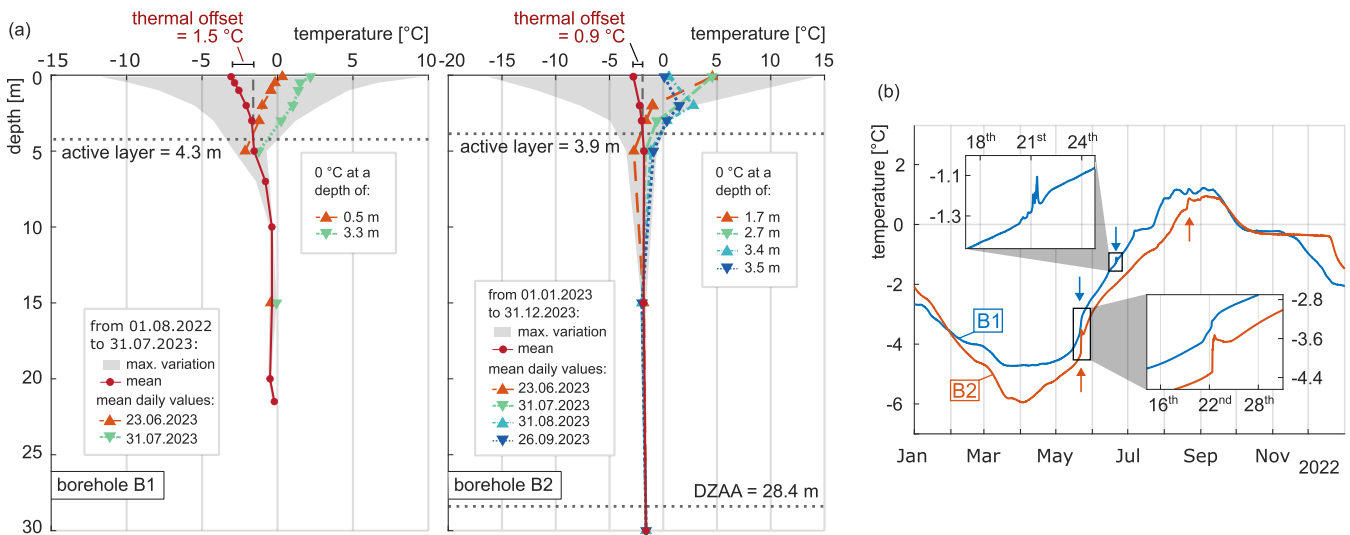 (a)
thermal offset
= 1.5 °C
temperature [°C]
-15 -10 -5 0 5 10
depth [m]
0
5
10
15
20
25
30
active layer = 4.3 m
0 °C at a
depth of:
0.5 m
3.3 m
from 01.08.2022
to 31.07.2023:
max. variation
mean
mean daily values:
23.06.2023
31.07.2023
borehole B1
thermal offset
= 0.9 °C
temperature [°C]
-20 -15 -10 -5 0 5 10 15
active layer = 3.9 m
0 °C at a
depth of:
1.7 m
2.7 m
3.4 m
3.5 m
from 01.01.2023
to 31.12.2023:
max. variation
mean
mean daily values:
23.06.2023
31.07.2023
31.08.2023
26.09.2023
DZAA = 28.4 m
borehole B2
(b)
temperature [°C]
2
0
-2
-4
-6
18th 21st 24th
-1.1
-1.3
B1
B2
-2.8
-3.6
-4.4
16th 22nd 28th
Jan Mar May Jul Sep Nov 2022